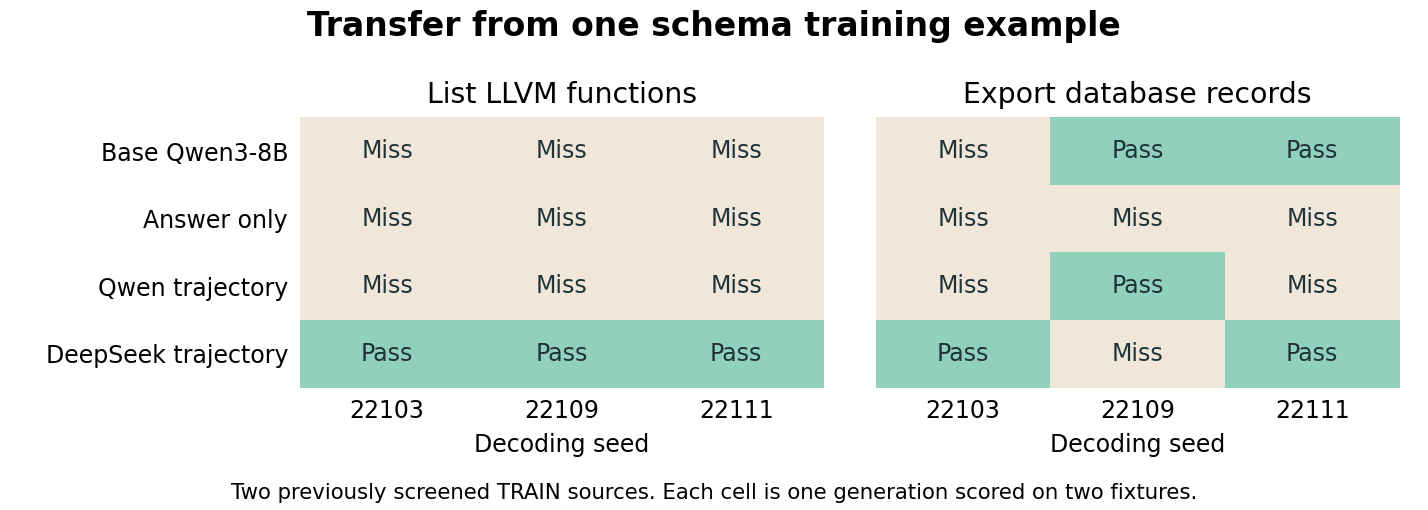 Transfer from one schema training example
List LLVM functions
Export database records
Base Qwen3-8B Miss Miss Miss Miss Pass Pass
Answer only Miss Miss Miss Miss Miss Miss
Qwen trajectory Miss Miss Miss Miss Pass Miss
DeepSeek trajectory Pass Pass Pass Pass Miss Pass
22103 22109 22111 22103 22109 22111
Decoding seed Decoding seed
Two previously screened TRAIN sources. Each cell is one generation scored on two fixtures.